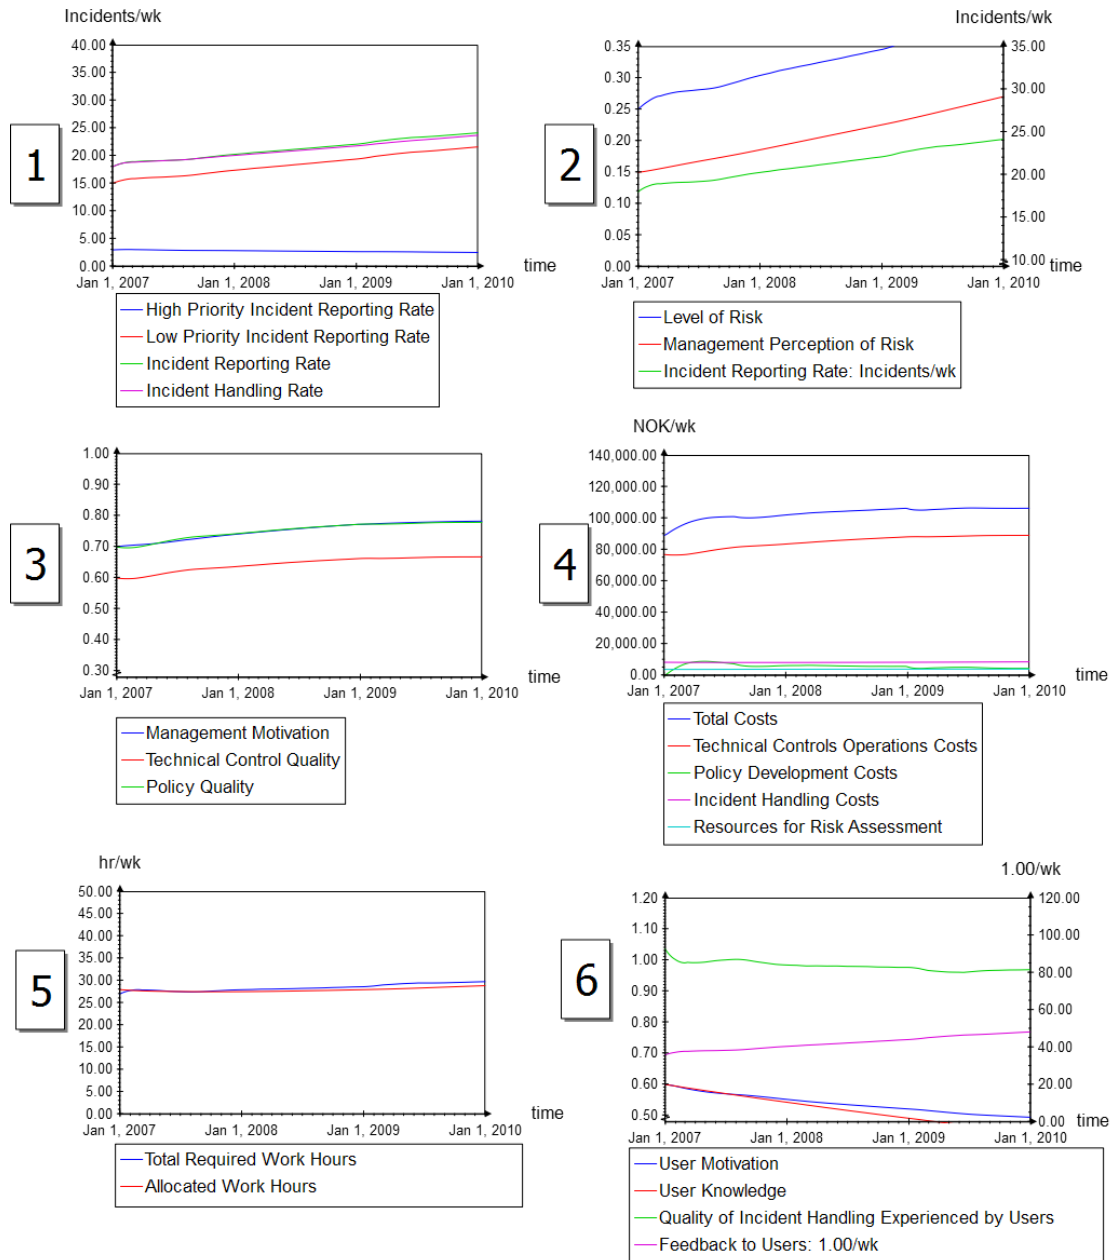 Incidents/wk
40.00
35.00
30.00
25.00
20.00
15.00
10.00
5.00
0.00
Jan 1, 2007 Jan 1, 2008 Jan 1, 2009 Jan 1, 2010
time
1
High Priority Incident Reporting Rate
Low Priority Incident Reporting Rate
Incident Reporting Rate
Incident Handling Rate
Incidents/wk
0.35
0.30
0.25
0.20
0.15
0.10
0.05
0.00
35.00
30.00
25.00
20.00
15.00
10.00
Jan 1, 2007 Jan 1, 2008 Jan 1, 2009 Jan 1, 2010
time
2
Level of Risk
Management Perception of Risk
Incident Reporting Rate: Incidents/wk
1.00
0.90
0.80
0.70
0.60
0.50
0.40
0.30
Jan 1, 2007 Jan 1, 2008 Jan 1, 2009 Jan 1, 2010
time
3
Management Motivation
Technical Control Quality
Policy Quality
NOK/wk
140,000.00
120,000.00
100,000.00
80,000.00
60,000.00
40,000.00
20,000.00
0.00
Jan 1, 2007 Jan 1, 2008 Jan 1, 2009 Jan 1, 2010
time
4
Total Costs
Technical Controls Operations Costs
Policy Development Costs
Incident Handling Costs
Resources for Risk Assessment
hr/wk
50.00
45.00
40.00
35.00
30.00
25.00
20.00
15.00
10.00
5.00
0.00
Jan 1, 2007 Jan 1, 2008 Jan 1, 2009 Jan 1, 2010
time
5
Total Required Work Hours
Allocated Work Hours
1.00/wk
1.20
1.10
1.00
0.90
0.80
0.70
0.60
0.50
120.00
100.00
80.00
60.00
40.00
20.00
0.00
Jan 1, 2007 Jan 1, 2008 Jan 1, 2009 Jan 1, 2010
time
6
User Motivation
User Knowledge
Quality of Incident Handling Experienced by Users
Feedback to Users: 1.00/wk